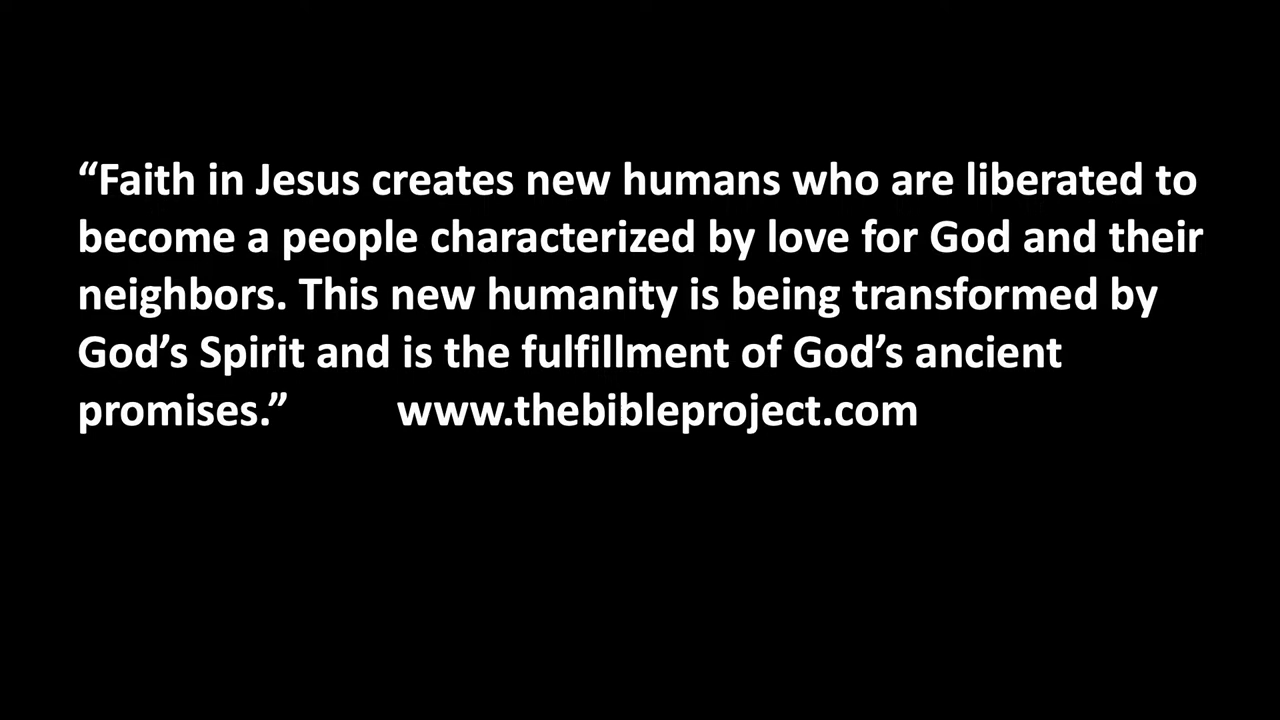 “Faith in Jesus creates new humans who are liberated to
become a people characterized by love for God and their
neighbors. This new humanity is being transformed by
God’s Spirit and is the fulfillment of God’s ancient
promises.” www.thebibleproject.com